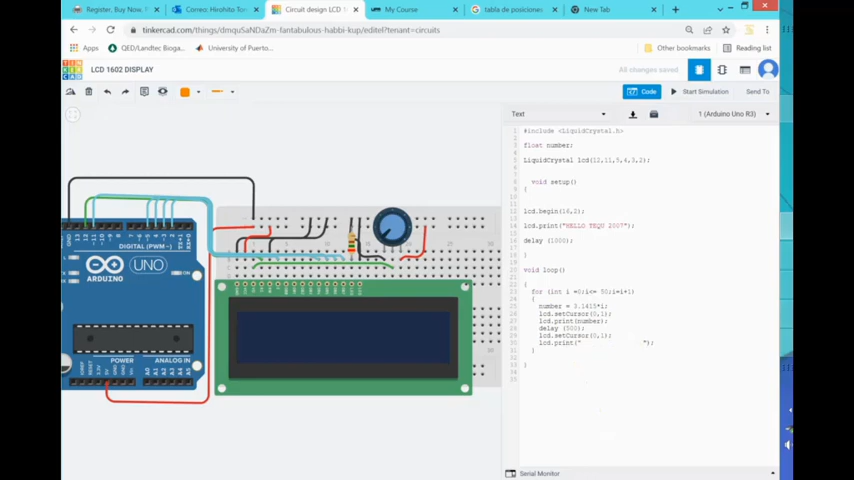 Register. Buy Now & 
Correo: Hirohito Torre
Circuit design LCD 1
My Course
tabla de posiciones
New Tab
tinkercad.com/things/dmquSaNDaZm-fantabulous-habbi-kup/editel?tenant=circuits
Apps
QED/Landtec Bioga...
University of Puerto...
Other bookmarks
Reading list
TIN
KER
CAD
LCD 1602 DISPLAY
All changes saved
Code
Start Simulation
Send To
Text
1 (Arduino Uno R3)
#include <LiquidCrystal.h>
float number;
LiquidCrystal lcd(12,11,5,4,3,2);
void setup()
{
lcd.begin(16,2);
lcd.print("HELLO TEQU 2007");
delay (1000);
}
void loop()
{
for (int i =0;i<= 50;i=i+1)
{
number = 3.1415*i;
lcd.setCursor(0,1);
lcd.print(number);
delay (500);
lcd.setCursor(0,1);
lcd.print("                ");
}
}
DIGITAL (PWM~)
UNO
ARDUINO
POWER
ANALOG IN
Serial Monitor